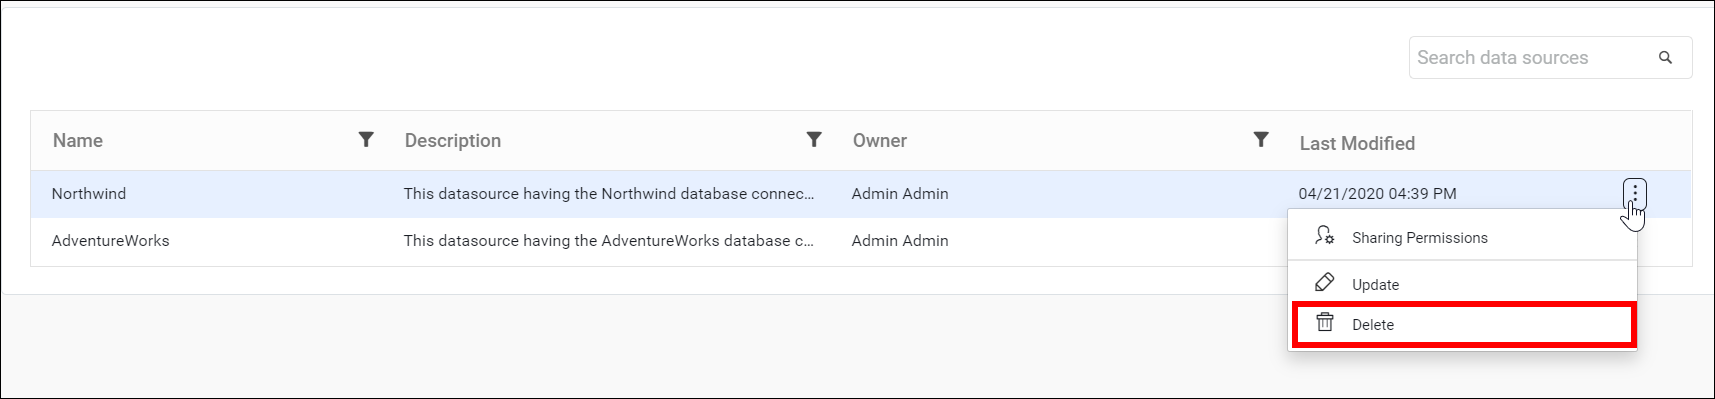 Search data sources
Name Description Owner Last Modified
Northwind This datasource having the Northwind database connec... Admin Admin 04/21/2020 04:39 PM
AdventureWorks This datasource having the AdventureWorks database c... Admin Admin
Sharing Permissions
Update
Delete